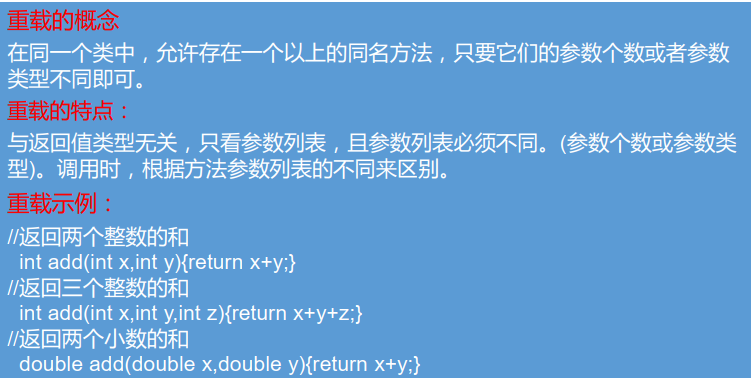 重载的概念
在同一个类中，允许存在一个以上的同名方法，只要它们的参数个数或者参数
类型不同即可。
重载的特点：
与返回值类型无关，只看参数列表，且参数列表必须不同。(参数个数或参数类
型)。调用时，根据方法参数列表的不同来区别。
重载示例：
//返回两个整数的和
int add(int x,int y){return x+y;}
//返回三个整数的和
int add(int x,int y,int z){return x+y+z;}
//返回两个小数的和
double add(double x,double y){return x+y;}